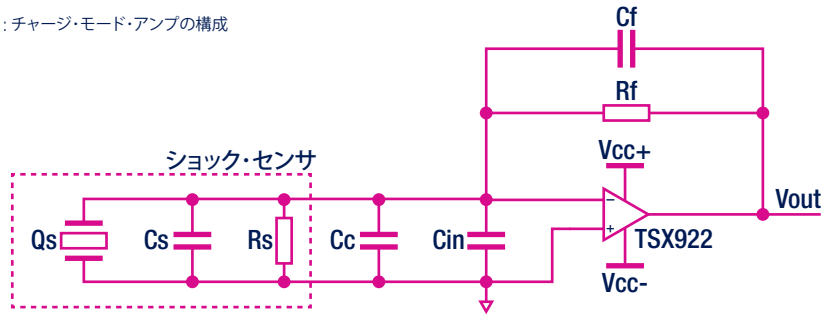 : チャージ・モード・アンプの構成
Cf
Rf
ショック・センサ
Vcc+
Vout
Qs
Cs
Rs
Cc
Cin
−
+
TSX922
Vcc-